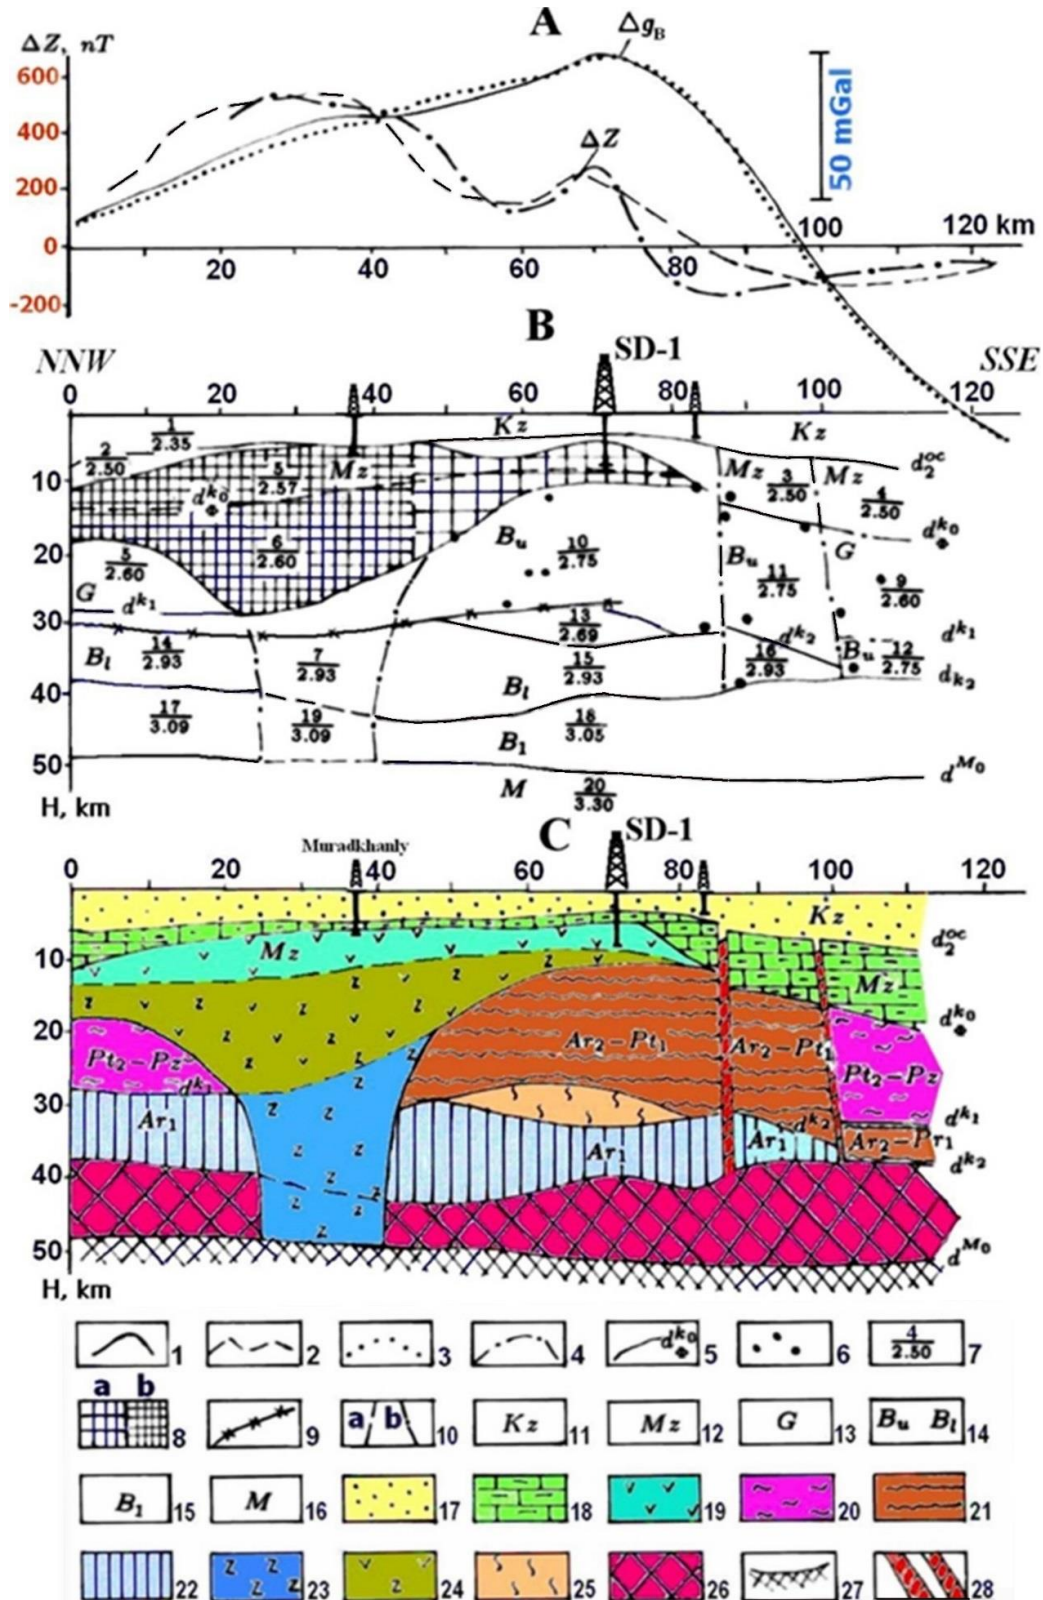 A
Δg_B
ΔZ, nT
600
400
200
0
-200
50 mGal
ΔZ
20 40 60 80 100 120 km
B
NNW SD-1 SSE
0 20 40 60 80 100 120
Kz Kz
1/2.35
2/2.50
5/2.57 Mz
Mz 3/2.50 Mz
4/2.50
d₂^oc
10
d^k₀
d^k₀
6/2.60
20
5/2.60
Bu 10/2.75
Bu 11/2.75
G
9/2.60
G d^k₁
30
13/2.69
d^k₂
d^k₁
14/2.93
Bl
7/2.93
15/2.93
Bl
16/2.93
Bu 12/2.75
d^k₂
40
17/3.09
19/3.09
18/3.05
B₁
50
d^M₀
M 20/3.30
H, km
C
Muradkhanly SD-1
0 20 40 60 80 100 120
Kz
d₂^oc
Mz
10
Mz
d^k₀
20
Pt₂-Pz
Ar₂-Pt₁
Ar₂-Pt₁
Pt₂-Pz
d^k₁
30
Ar₁
Ar₁
Ar₁
d^k₂
d^k₁
Ar₂-Pr₁
d^k₂
40
50
d^M₀
H, km
1 2 3 4 d^k₀ 5 6 4/2.50 7
a b 8 9 a b 10 Kz 11 Mz 12 G 13 Bu Bl 14
B₁ 15 M 16 17 18 19 20 21
22 23 24 25 26 27 28